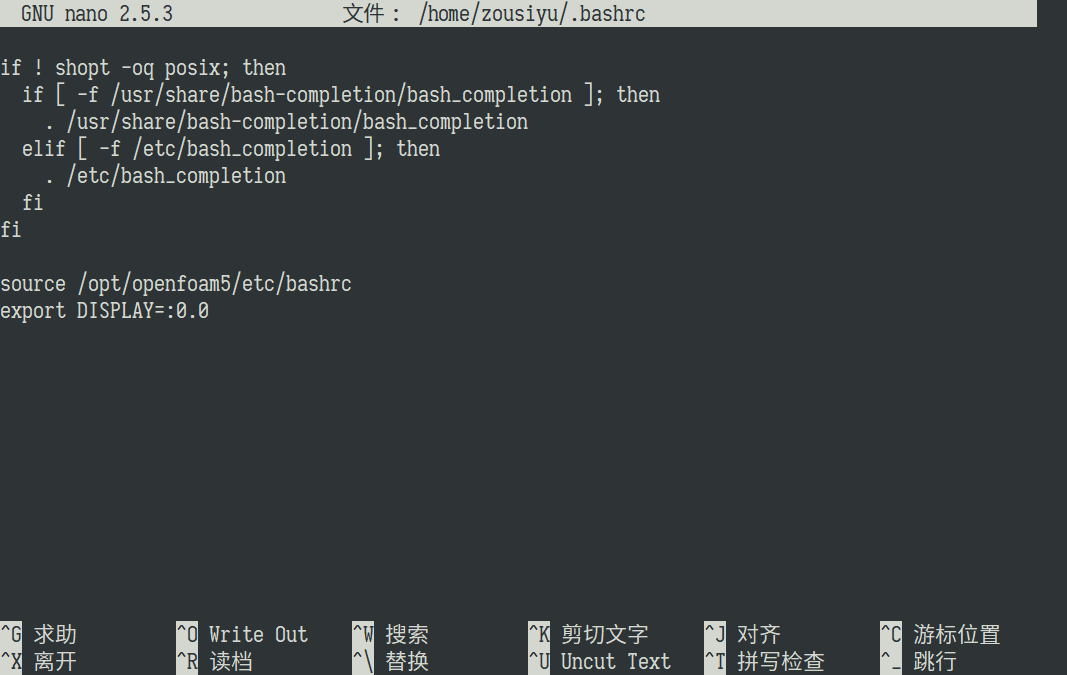 GNU nano 2.5.3 文件： /home/zousiyu/.bashrc
if ! shopt -oq posix; then
if [ -f /usr/share/bash-completion/bash_completion ]; then
. /usr/share/bash-completion/bash_completion
elif [ -f /etc/bash_completion ]; then
. /etc/bash_completion
fi
fi
source /opt/openfoam5/etc/bashrc
export DISPLAY=:0.0
^G 求助 ^O Write Out ^W 搜索 ^K 剪切文字 ^J 对齐 ^C 游标位置
^X 离开 ^R 读档 ^\ 替换 ^U Uncut Text ^T 拼写检查 ^_ 跳行